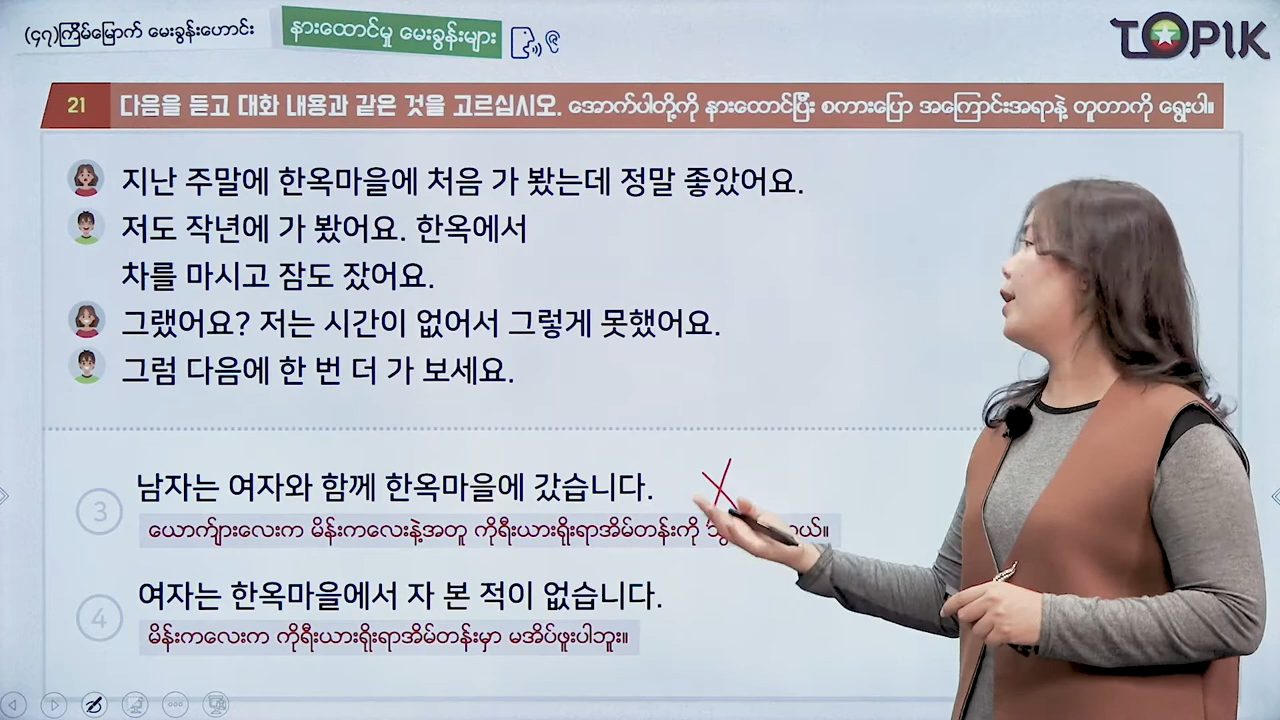 (၄၇)ကြိမ်မြောက် မေးခွန်းဟောင်း
နားထောင်မှု မေးခွန်းများ
TOPIK
21 다음을 듣고 대화 내용과 같은 것을 고르십시오. အောက်ပါတို့ကို နားထောင်ပြီး စကားပြော အကြောင်းအရာနဲ့ တူတာကို ရွေးပါ။
지난 주말에 한옥마을에 처음 가 봤는데 정말 좋았어요.
저도 작년에 가 봤어요. 한옥에서
차를 마시고 잠도 잤어요.
그랬어요? 저는 시간이 없어서 그렇게 못했어요.
그럼 다음에 한 번 더 가 보세요.
3 남자는 여자와 함께 한옥마을에 갔습니다.
ယောက်ျားလေးက မိန်းကလေးနဲ့အတူ ကိုရီးယားရိုးရာအိမ်တန်းကို
4 여자는 한옥마을에서 자 본 적이 없습니다.
မိန်းကလေးက ကိုရီးယားရိုးရာအိမ်တန်းမှာ မအိပ်ဖူးပါဘူး။